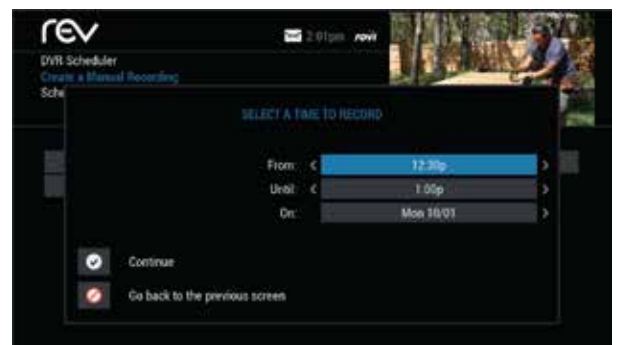 rev
2:01pm rovi
DVR Scheduler
Create a Manual Recording
Sche
SELECT A TIME TO RECORD
From: < 12:30p >
Until: < 1:00p >
On: Mon 10/01 >
Continue
Go back to the previous screen